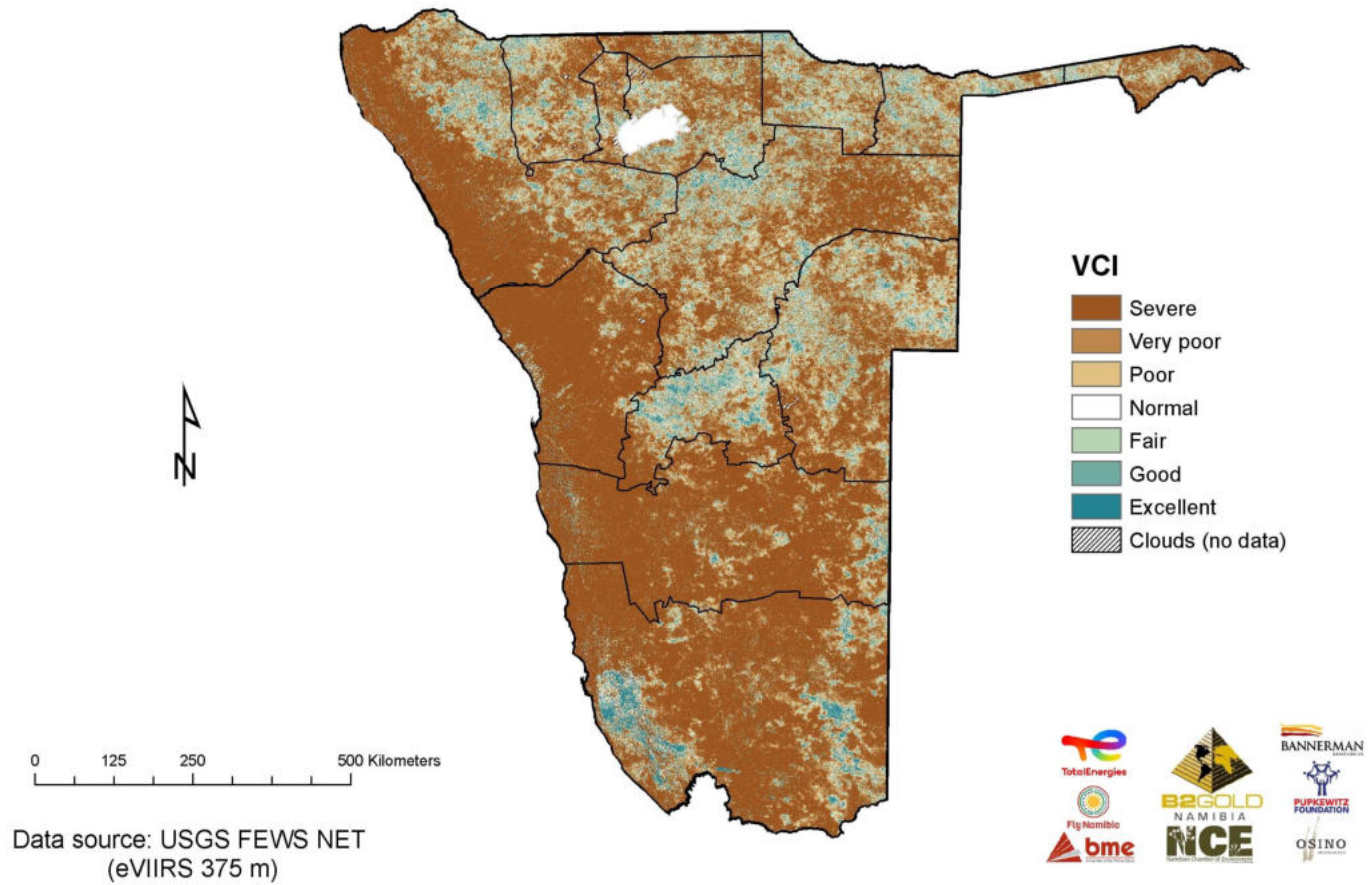 N
VCI
Severe
Very poor
Poor
Normal
Fair
Good
Excellent
Clouds (no data)
0 125 250 500 Kilometers
Data source: USGS FEWS NET
(eVIIRS 375 m)
TotalEnergies
Fly Namibia
bme
B2GOLD
NAMIBIA
NCE
BANNERMAN
PUPKEWITZ
FOUNDATION
OSINO